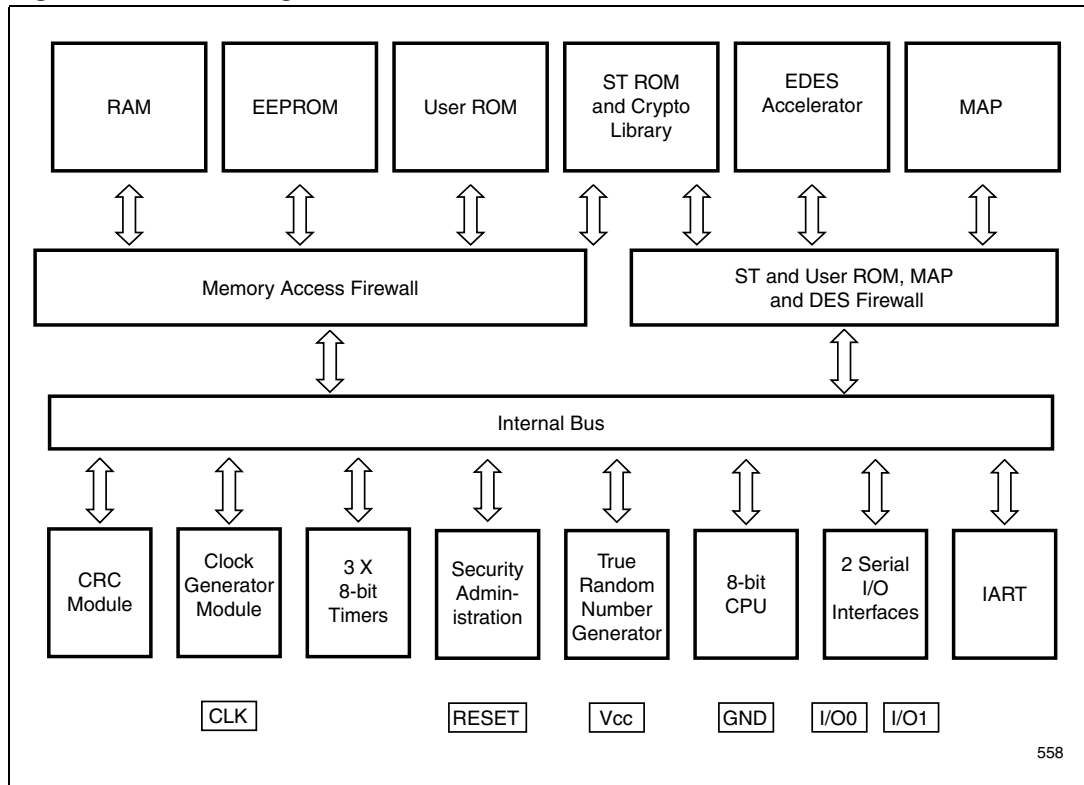 RAM
EEPROM
User ROM
ST ROM
and Crypto
Library
EDES
Accelerator
MAP
Memory Access Firewall
ST and User ROM, MAP
and DES Firewall
Internal Bus
CRC
Module
Clock
Generator
Module
3 X
8-bit
Timers
Security
Admin-
istration
True
Random
Number
Generator
8-bit
CPU
2 Serial
I/O
Interfaces
IART
CLK
RESET
Vcc
GND
I/O0
I/O1
558